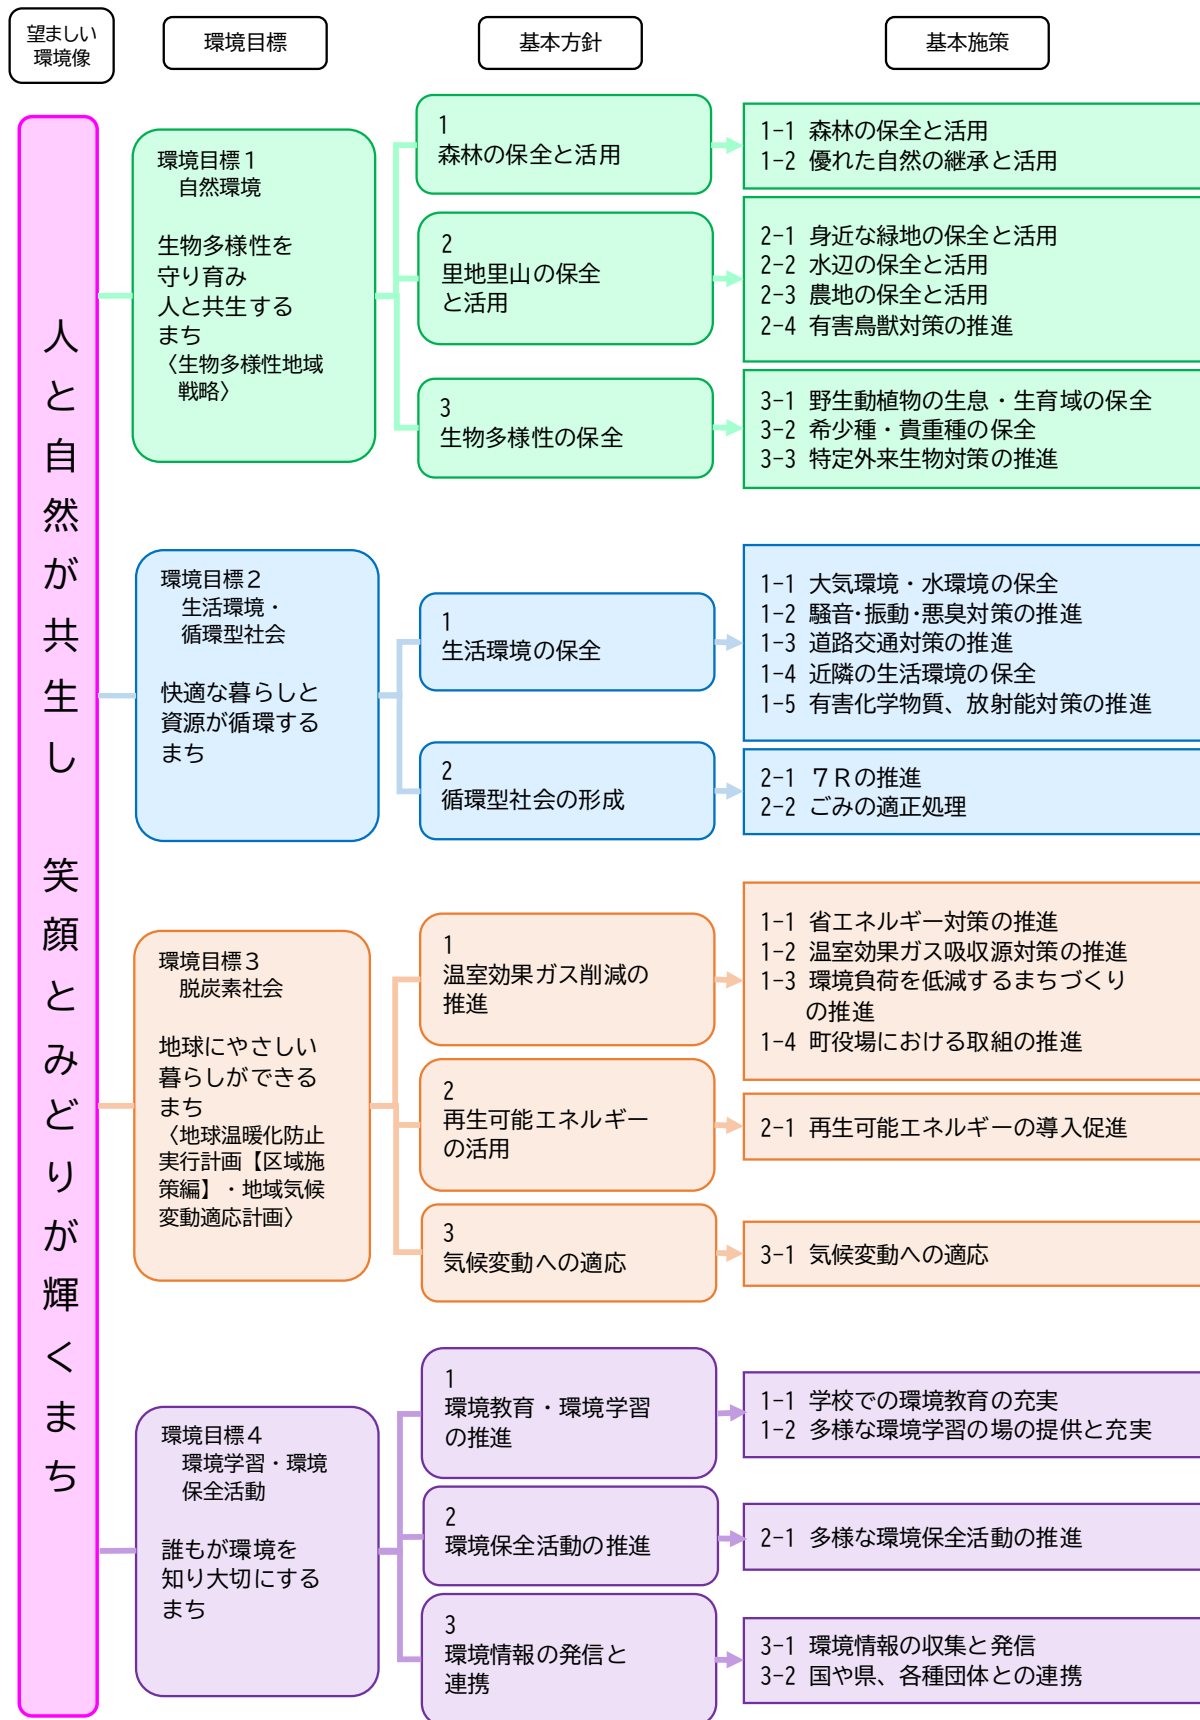 望ましい
環境像
環境目標
基本方針
基本施策
人と自然が共生し　笑顔とみどりが輝くまち
環境目標１
自然環境
生物多様性を
守り育み
人と共生する
まち
〈生物多様性地域
戦略〉
1
森林の保全と活用
1-1 森林の保全と活用
1-2 優れた自然の継承と活用
2
里地里山の保全
と活用
2-1 身近な緑地の保全と活用
2-2 水辺の保全と活用
2-3 農地の保全と活用
2-4 有害鳥獣対策の推進
3
生物多様性の保全
3-1 野生動植物の生息・生育域の保全
3-2 希少種・貴重種の保全
3-3 特定外来生物対策の推進
環境目標２
生活環境・
循環型社会
快適な暮らしと
資源が循環する
まち
1
生活環境の保全
1-1 大気環境・水環境の保全
1-2 騒音･振動･悪臭対策の推進
1-3 道路交通対策の推進
1-4 近隣の生活環境の保全
1-5 有害化学物質、放射能対策の推進
2
循環型社会の形成
2-1 ７Ｒの推進
2-2 ごみの適正処理
環境目標３
脱炭素社会
地球にやさしい
暮らしができる
まち
〈地球温暖化防止
実行計画【区域施
策編】・地域気候
変動適応計画〉
1
温室効果ガス削減の
推進
1-1 省エネルギー対策の推進
1-2 温室効果ガス吸収源対策の推進
1-3 環境負荷を低減するまちづくり
の推進
1-4 町役場における取組の推進
2
再生可能エネルギー
の活用
2-1 再生可能エネルギーの導入促進
3
気候変動への適応
3-1 気候変動への適応
環境目標４
環境学習・環境
保全活動
誰もが環境を
知り大切にする
まち
1
環境教育・環境学習
の推進
1-1 学校での環境教育の充実
1-2 多様な環境学習の場の提供と充実
2
環境保全活動の推進
2-1 多様な環境保全活動の推進
3
環境情報の発信と
連携
3-1 環境情報の収集と発信
3-2 国や県、各種団体との連携